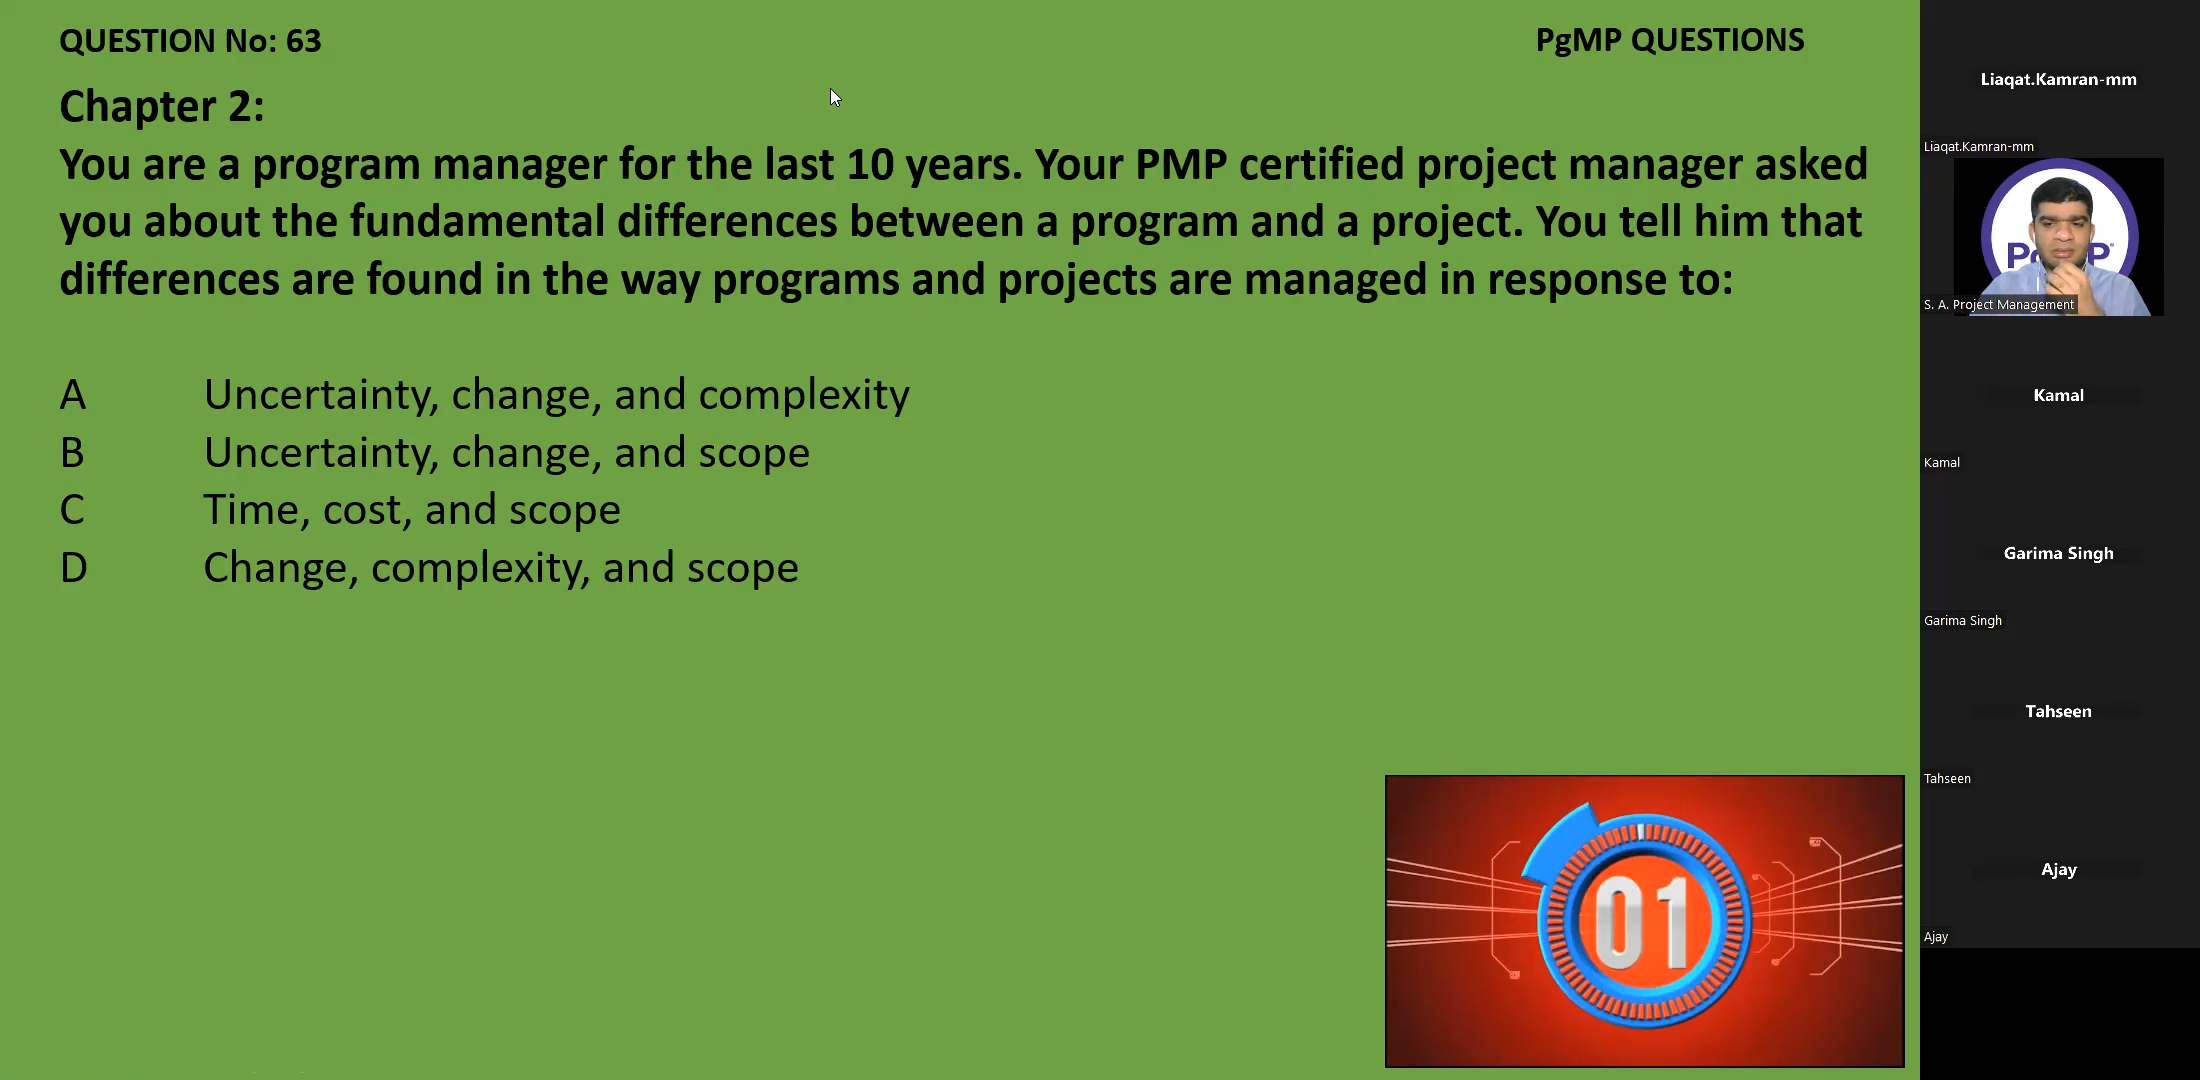 QUESTION No: 63
PgMP QUESTIONS
Chapter 2:
You are a program manager for the last 10 years. Your PMP certified project manager asked
you about the fundamental differences between a program and a project. You tell him that
differences are found in the way programs and projects are managed in response to:
A Uncertainty, change, and complexity
B Uncertainty, change, and scope
C Time, cost, and scope
D Change, complexity, and scope
01
Liaqat.Kamran-mm
Liaqat.Kamran-mm
S. A. Project Management
Kamal
Kamal
Garima Singh
Garima Singh
Tahseen
Tahseen
Ajay
Ajay